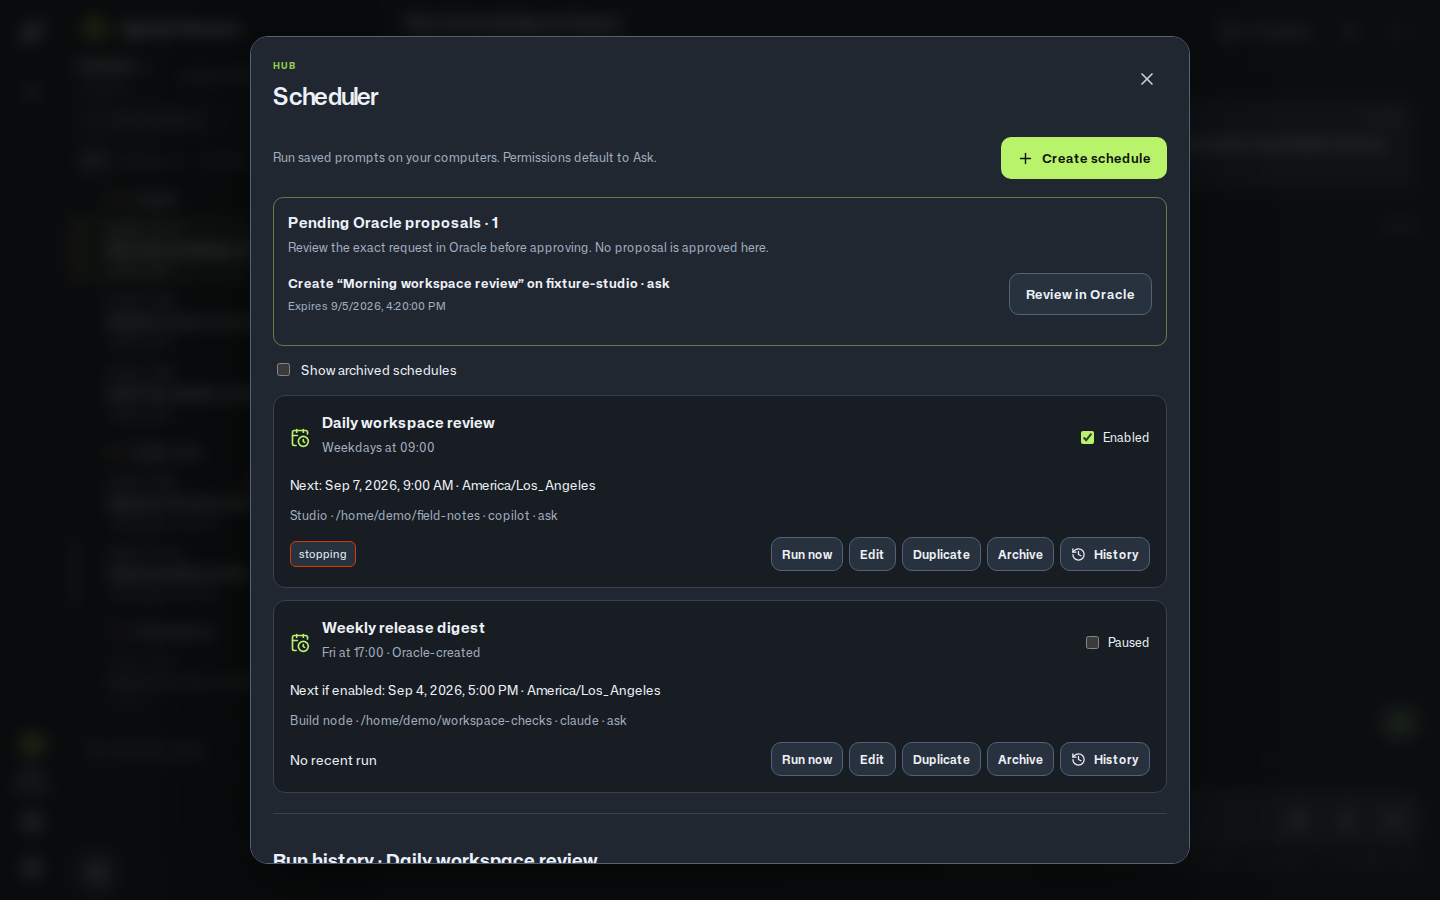 HUB
Scheduler
Run saved prompts on your computers. Permissions default to Ask.
Create schedule
Pending Oracle proposals · 1
Review the exact request in Oracle before approving. No proposal is approved here.
Create “Morning workspace review” on fixture-studio · ask
Expires 9/5/2026, 4:20:00 PM
Review in Oracle
Show archived schedules
Daily workspace review
Weekdays at 09:00
Enabled
Next: Sep 7, 2026, 9:00 AM · America/Los_Angeles
Studio · /home/demo/field-notes · copilot · ask
stopping
Run now
Edit
Duplicate
Archive
History
Weekly release digest
Fri at 17:00 · Oracle-created
Paused
Next if enabled: Sep 4, 2026, 5:00 PM · America/Los_Angeles
Build node · /home/demo/workspace-checks · claude · ask
No recent run
Run now
Edit
Duplicate
Archive
History
Run history · Daily workspace review